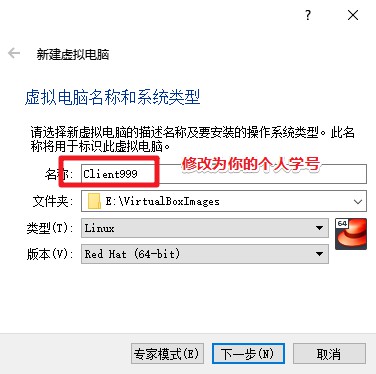 ?
新建虚拟电脑
虚拟电脑名称和系统类型
请选择新虚拟电脑的描述名称及要安装的操作系统类型。此名
称将用于标识此虚拟电脑。
修改为你的个人学号
名称: Client999
文件夹: E:\VirtualBoxImages
类型(T): Linux
64
版本(V): Red Hat (64-bit)
专家模式(E) 下一步(N) 取消